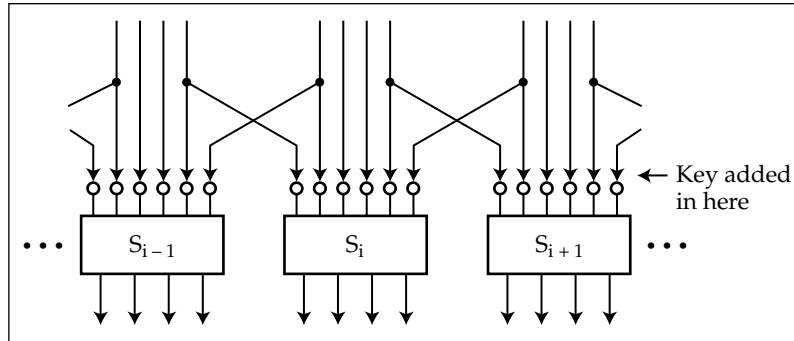 Key added
in here
• • • S i – 1 S i S i + 1 • • •